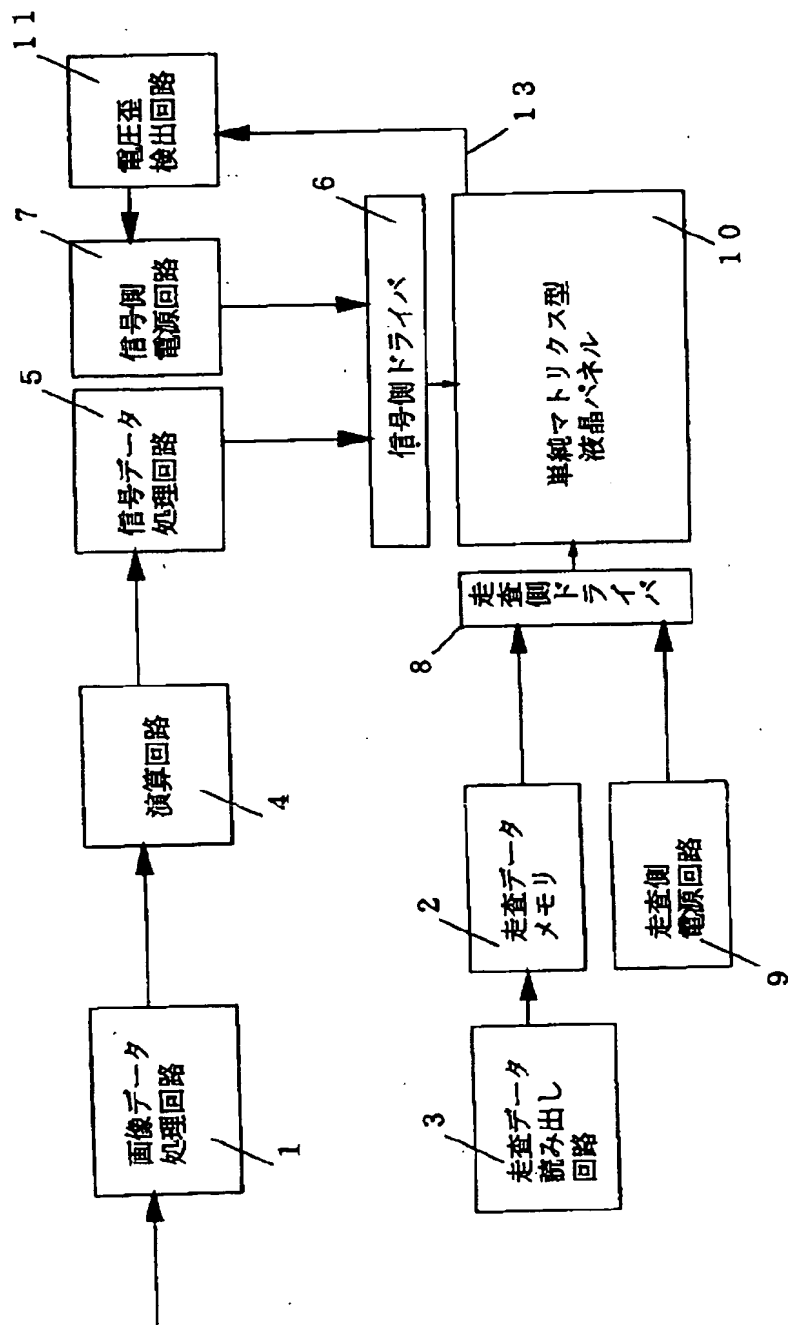 画像データ
処理回路
1
演算回路
4
信号データ
処理回路
5
信号側
電源回路
7
電圧歪
検出回路
11
信号側ドライバ
6
13
単純マトリクス型
液晶パネル
10
走査側ドライバ
8
走査データ
メモリ
2
走査側
電源回路
9
走査データ
読み出し
回路
3